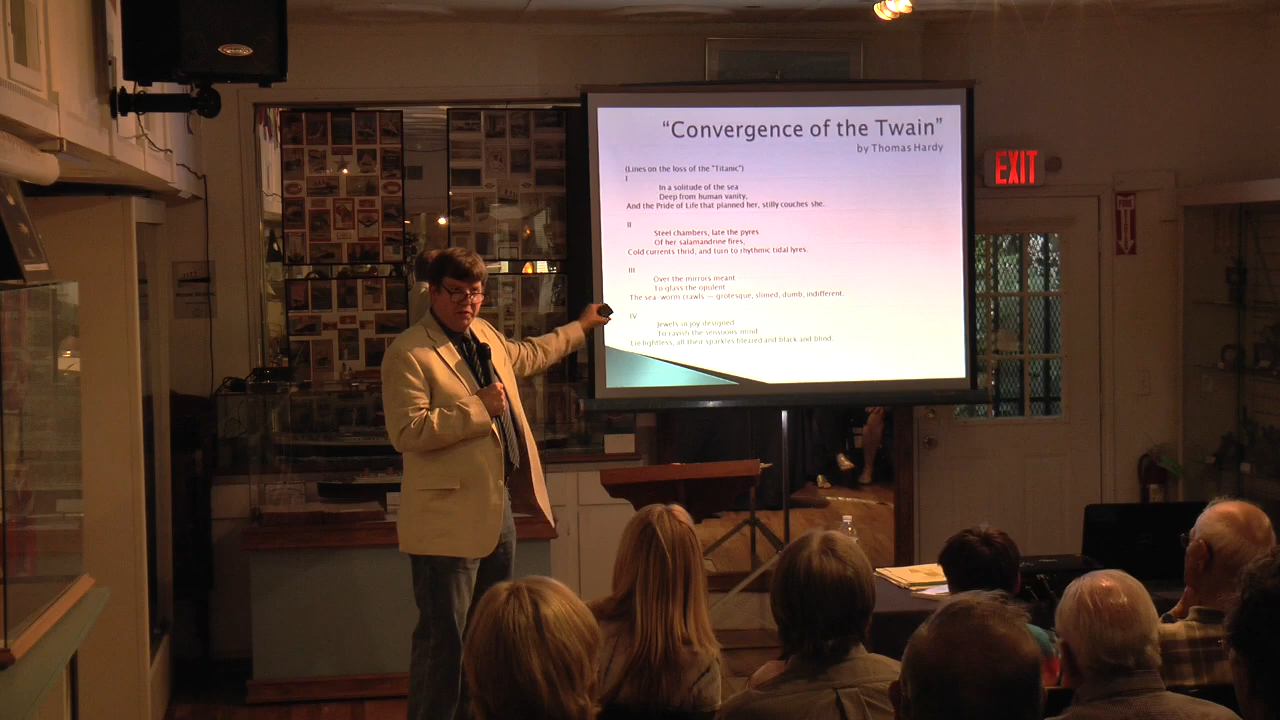 “Convergence of the Twain”
by Thomas Hardy
(Lines on the loss of the "Titanic")
I
In a solitude of the sea
Deep from human vanity,
And the Pride of Life that planned her, stilly couches she.
II
Steel chambers, late the pyres
Of her salamandrine fires,
Cold currents thrid, and turn to rhythmic tidal lyres.
III
Over the mirrors meant
To glass the opulent
The sea-worm crawls — grotesque, slimed, dumb, indifferent.
IV
Jewels in joy designed
To ravish the sensuous mind
Lie lightless, all their sparkles bleared and black and blind.
EXIT
FIRE